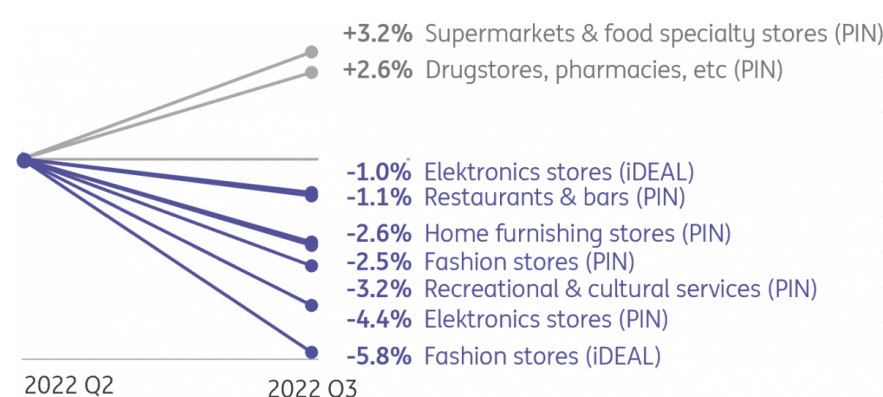 +3.2% Supermarkets & food specialty stores (PIN)
+2.6% Drugstores, pharmacies, etc (PIN)
-1.0% Elektronics stores (iDEAL)
-1.1% Restaurants & bars (PIN)
-2.6% Home furnishing stores (PIN)
-2.5% Fashion stores (PIN)
-3.2% Recreational & cultural services (PIN)
-4.4% Elektronics stores (PIN)
-5.8% Fashion stores (iDEAL)
2022 Q2
2022 Q3